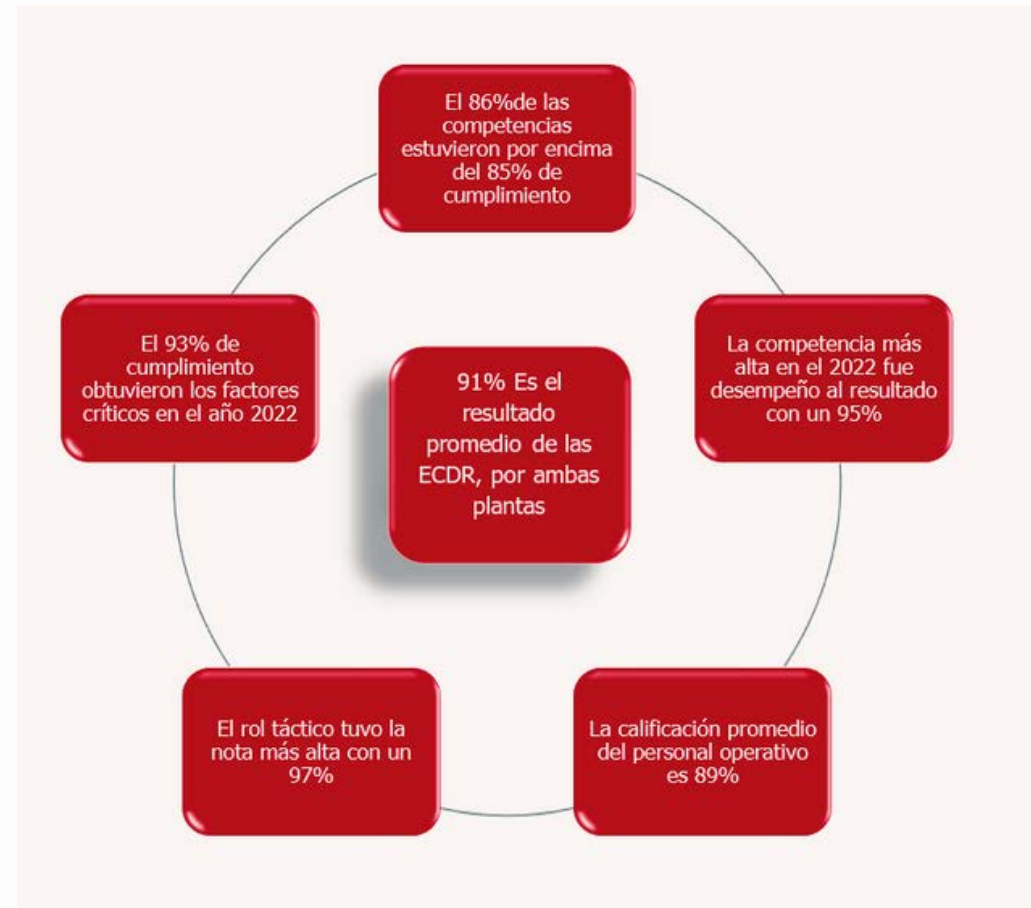 El 86%de las
competencias
estuvieron por encima
del 85% de
cumplimiento
El 93% de
cumplimiento
obtuvieron los factores
críticos en el año 2022
La competencia más
alta en el 2022 fue
desempeño al resultado
con un 95%
91% Es el
resultado
promedio de las
ECDR, por ambas
plantas
El rol táctico tuvo la
nota más alta con un
97%
La calificación promedio
del personal operativo
es 89%